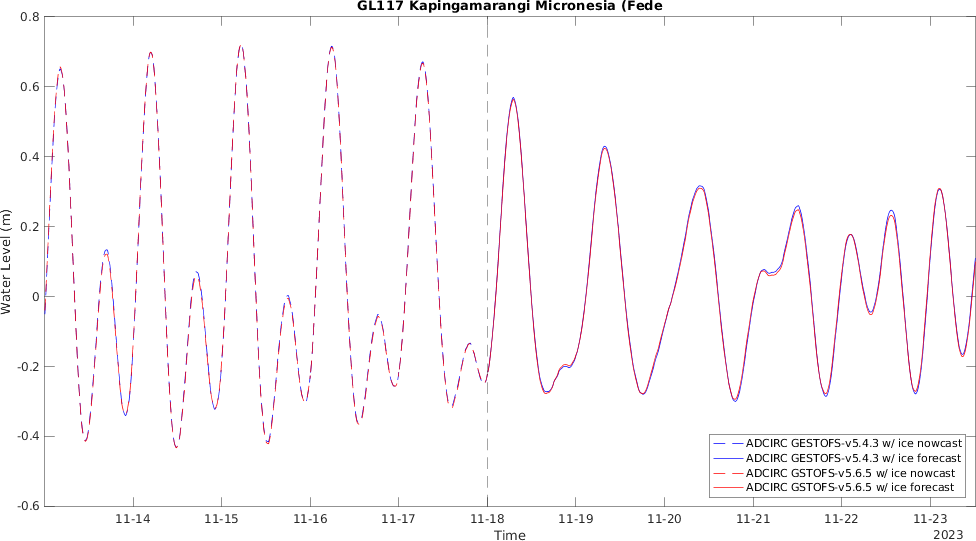 GL117 Kapingamarangi Micronesia (Fede
0.8
0.6
0.4
0.2
0
-0.2
-0.4
-0.6
Water Level (m)
11-14 11-15 11-16 11-17 11-18 11-19 11-20 11-21 11-22 11-23
Time
2023
ADCIRC GESTOFS-v5.4.3 w/ ice nowcast
ADCIRC GESTOFS-v5.4.3 w/ ice forecast
ADCIRC GSTOFS-v5.6.5 w/ ice nowcast
ADCIRC GSTOFS-v5.6.5 w/ ice forecast